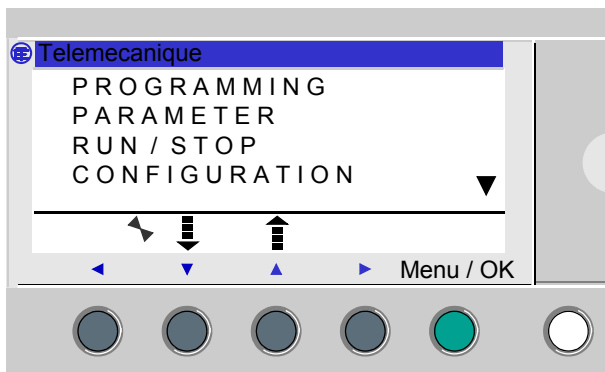 Telemecanique
PROGRAMMING
PARAMETER
RUN / STOP
CONFIGURATION
Menu / OK